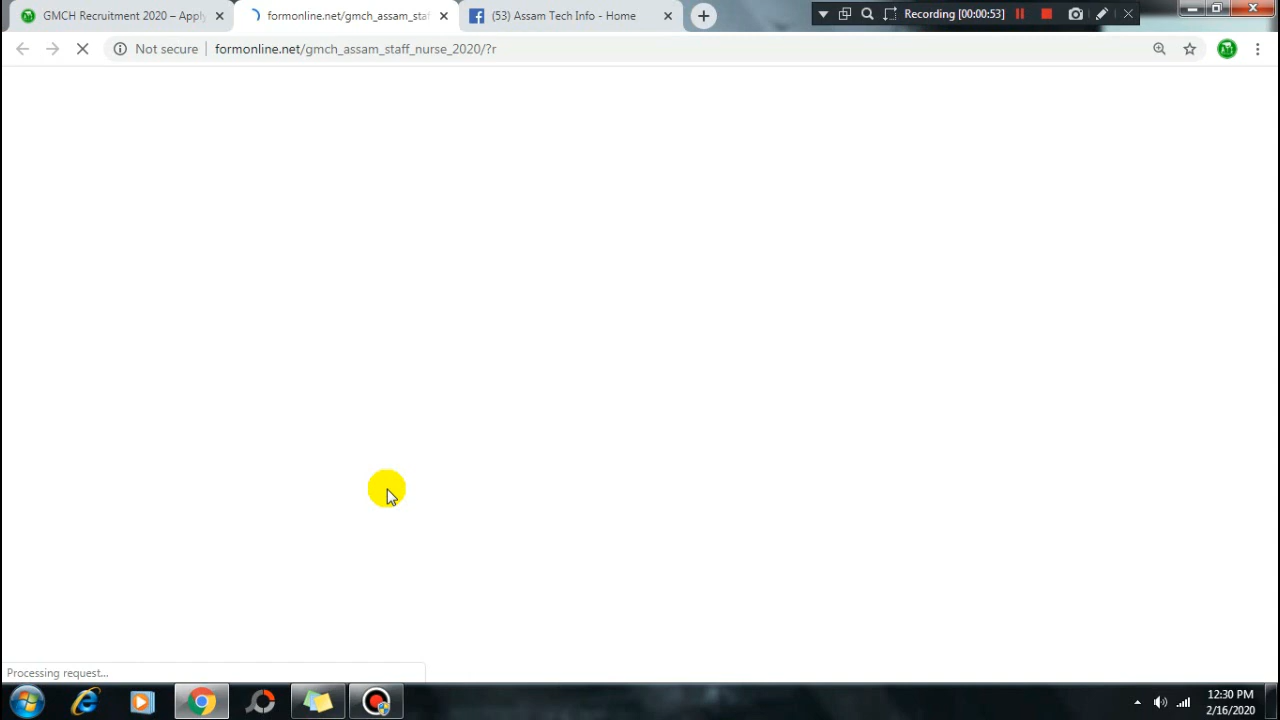 GMCH Recruitment 2020 – A
formonline.net/gmch_assam_sta
(53) Assam Tech Info - Home
Recording [00:00:53]
Not secure
formonline.net/gmch_assam_staff_nurse_2020/?r
Processing request...
12:30 PM
2/16/2020